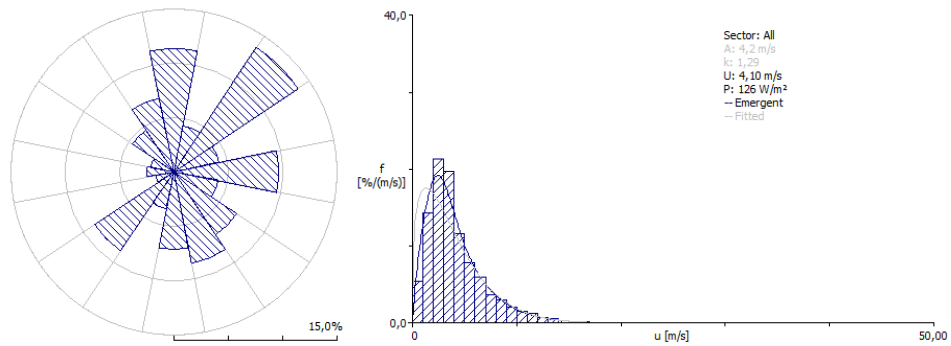 15,0%
40,0
f
[%/(m/s)]
0,0
0
u [m/s]
50,00
Sector: All
A: 4,2 m/s
k: 1,29
U: 4,10 m/s
P: 126 W/m²
-- Emergent
— Fitted